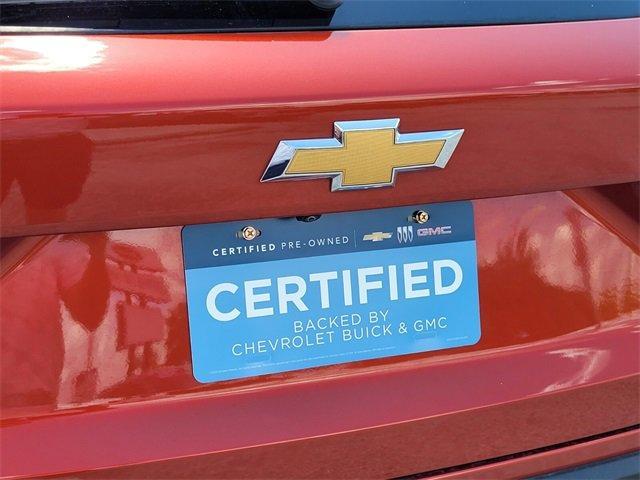 CERTIFIED PRE-OWNED GMC
CERTIFIED
BACKED BY
CHEVROLET BUICK & GMC